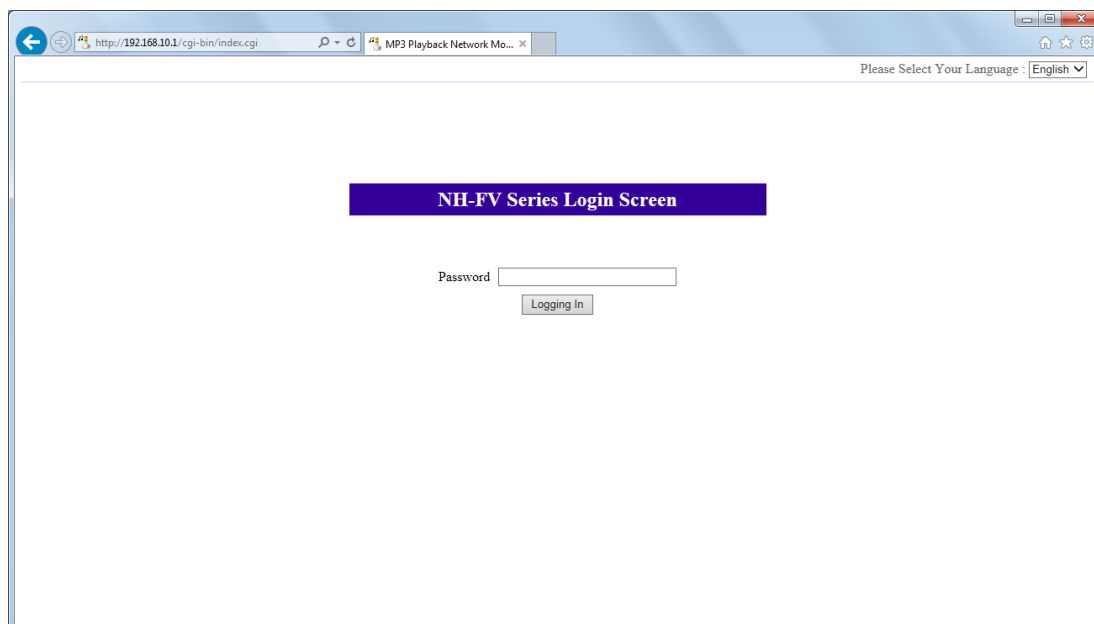 http://192.168.10.1/cgi-bin/index.cgi
MP3 Playback Network Mo...
Please Select Your Language : English
NH-FV Series Login Screen
Password
Logging In